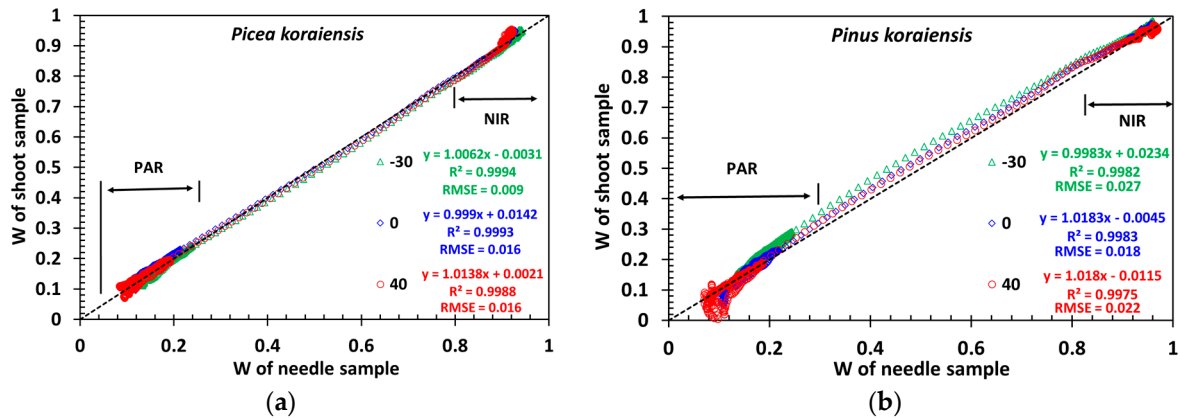 1
0.9
0.8
0.7
0.6
0.5
0.4
0.3
0.2
0.1
0
W of shoot sample
Picea koraiensis
NIR
PAR
-30
y = 1.0062x - 0.0031
R² = 0.9994
RMSE = 0.009
0
y = 0.999x + 0.0142
R² = 0.9993
RMSE = 0.016
40
y = 1.0138x + 0.0021
R² = 0.9988
RMSE = 0.016
0 0.2 0.4 0.6 0.8 1
W of needle sample
(a)
1
0.9
0.8
0.7
0.6
0.5
0.4
0.3
0.2
0.1
0
W of shoot sample
Pinus koraiensis
NIR
PAR
-30
y = 0.9983x + 0.0234
R² = 0.9982
RMSE = 0.027
0
y = 1.0183x - 0.0045
R² = 0.9983
RMSE = 0.018
40
y = 1.018x - 0.0115
R² = 0.9975
RMSE = 0.022
0 0.2 0.4 0.6 0.8 1
W of needle sample
(b)